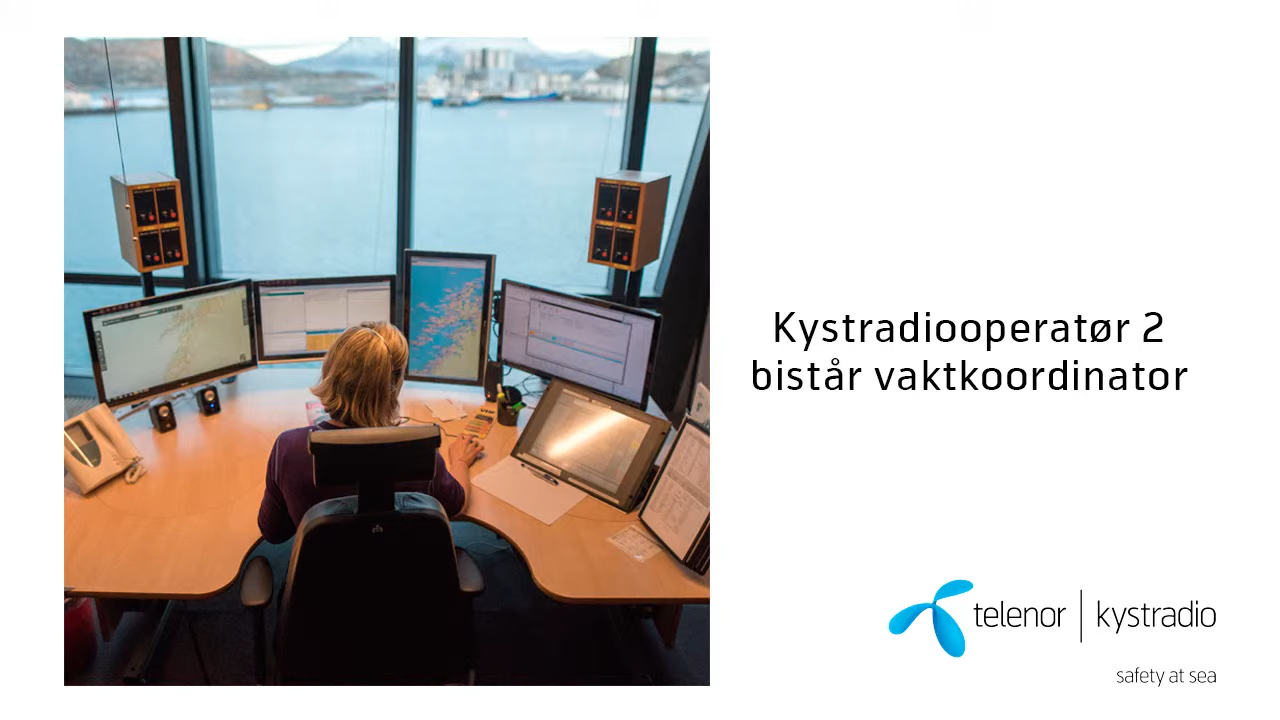 Kystradiooperatør 2
bistår vaktkoordinator
telenor | kystradio
safety at sea